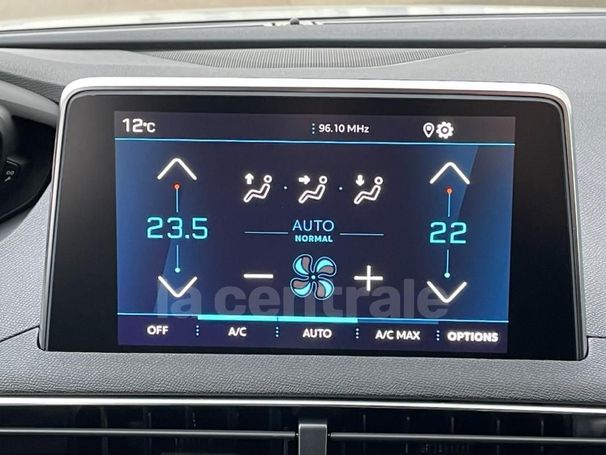 12°C 96.10 MHz
23.5 AUTO 22
NORMAL
la centrale
OFF A/C AUTO A/C MAX OPTIONS